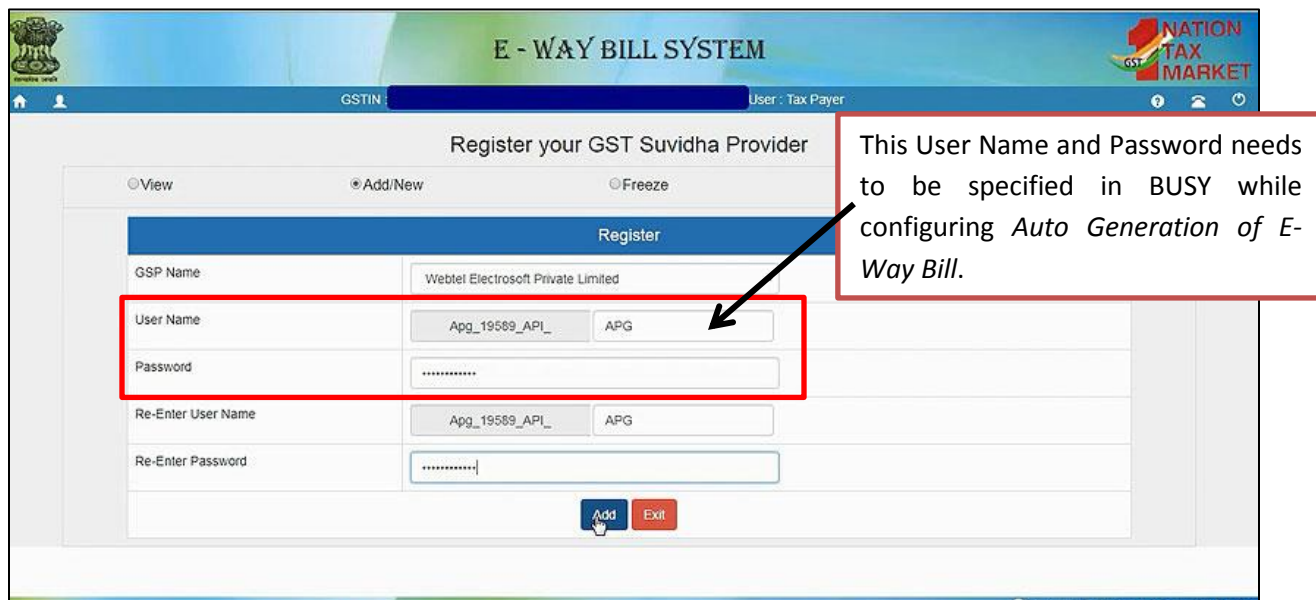 E - WAY BILL SYSTEM
NATION
TAX
MARKET
GST
GSTIN :
User : Tax Payer
Register your GST Suvidha Provider
View
Add/New
Freeze
This User Name and Password needs
to be specified in BUSY while
configuring Auto Generation of E-
Way Bill.
Register
GSP Name
Webtel Electrosoft Private Limited
User Name
Apg_19589_API_
APG
Password
............
Re-Enter User Name
Apg_19589_API_
APG
Re-Enter Password
............
Add
Exit